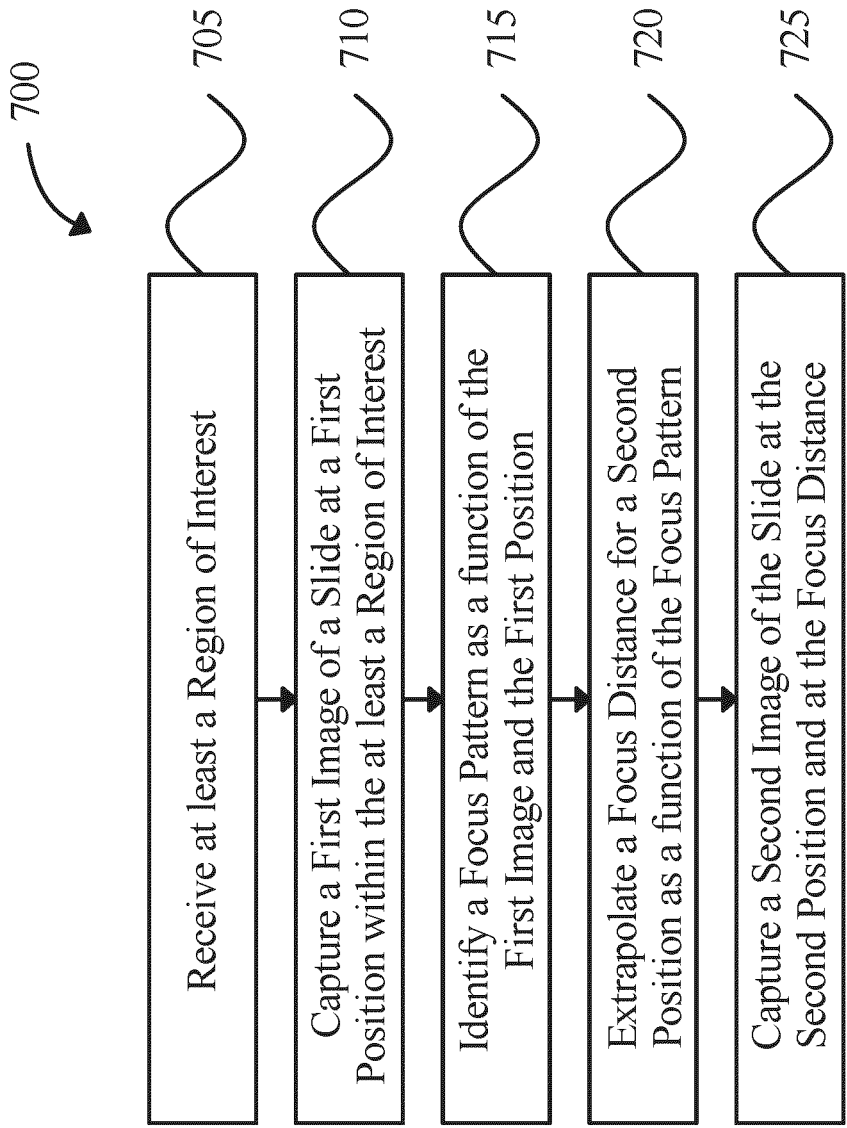 700
Receive at least a Region of Interest
705
Capture a First Image of a Slide at a First
Position within the at least a Region of Interest
710
Identify a Focus Pattern as a function of the
First Image and the First Position
715
Extrapolate a Focus Distance for a Second
Position as a function of the Focus Pattern
720
Capture a Second Image of the Slide at the
Second Position and at the Focus Distance
725